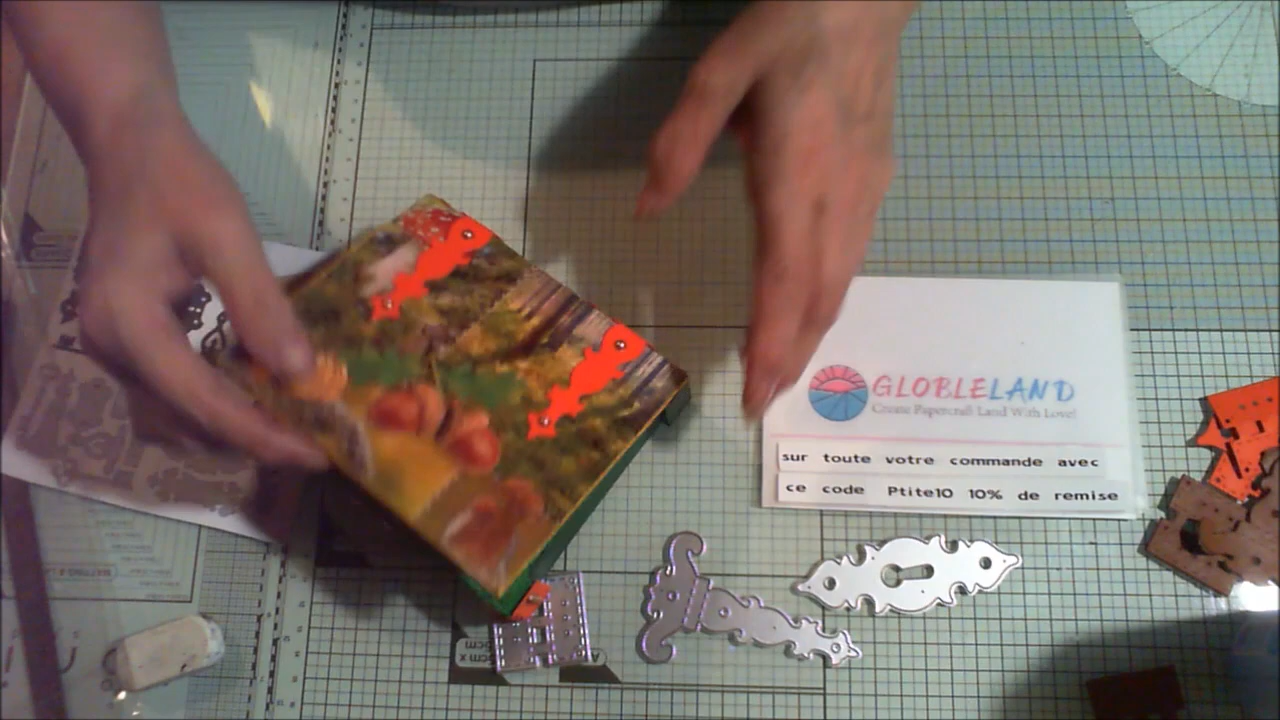 GLOBLELAND
Create Papercraft Land With Love!
sur toute votre commande avec
ce code Ptite10 10% de remise